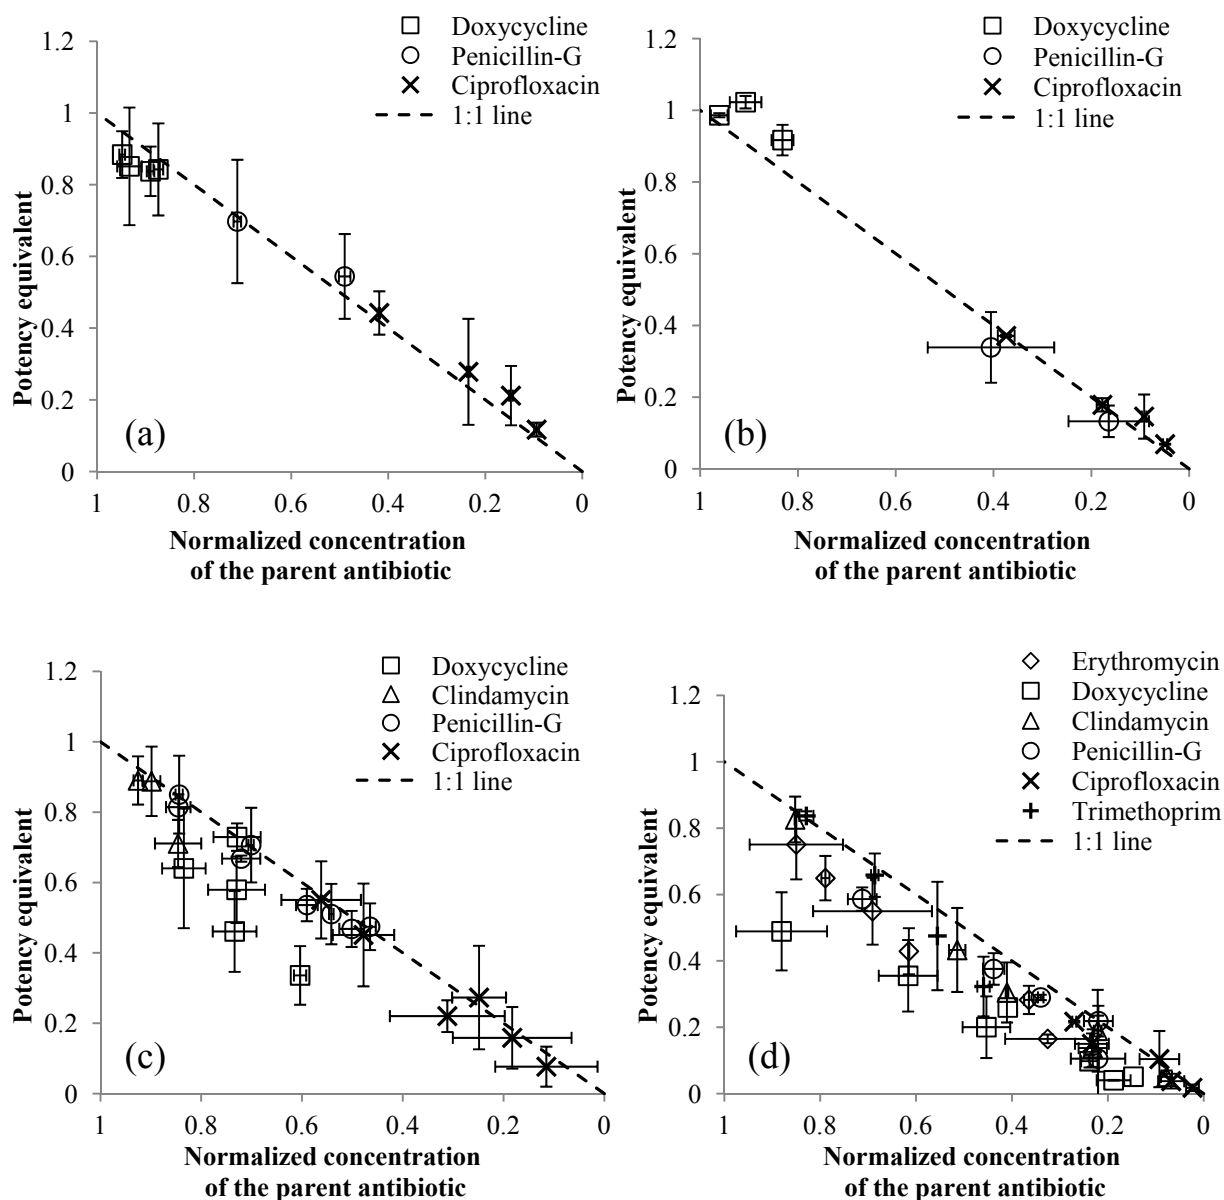 Doxycycline
Penicillin-G
Ciprofloxacin
1:1 line
1.2
1
0.8
0.6
0.4
0.2
0
Potency equivalent
(a)
1
0.8
0.6
0.4
0.2
0
Normalized concentration
of the parent antibiotic
Doxycycline
Penicillin-G
Ciprofloxacin
1:1 line
1.2
1
0.8
0.6
0.4
0.2
0
Potency equivalent
(b)
1
0.8
0.6
0.4
0.2
0
Normalized concentration
of the parent antibiotic
Doxycycline
Clindamycin
Penicillin-G
Ciprofloxacin
1:1 line
1.2
1
0.8
0.6
0.4
0.2
0
Potency equivalent
(c)
1
0.8
0.6
0.4
0.2
0
Normalized concentration
of the parent antibiotic
Erythromycin
Doxycycline
Clindamycin
Penicillin-G
Ciprofloxacin
Trimethoprim
1:1 line
1.2
1
0.8
0.6
0.4
0.2
0
Potency equivalent
(d)
1
0.8
0.6
0.4
0.2
0
Normalized concentration
of the parent antibiotic